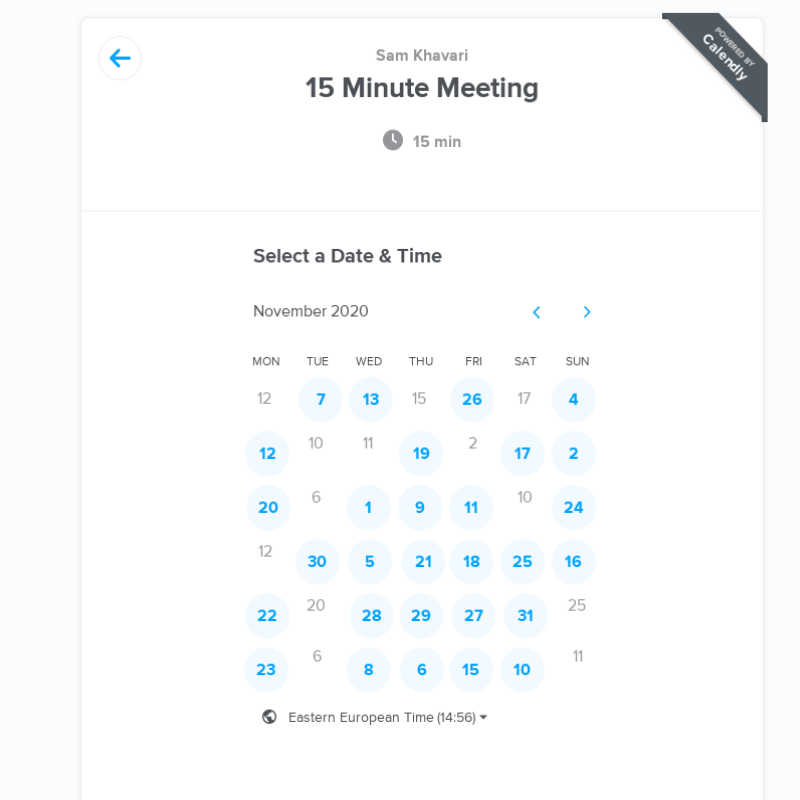 POWERED BY
Calendly
Sam Khavari
15 Minute Meeting
15 min
Select a Date & Time
November 2020
MON TUE WED THU FRI SAT SUN
12 7 13 15 26 17 4
12 10 11 19 2 17 2
20 6 1 9 11 10 24
12 30 5 21 18 25 16
22 20 28 29 27 31 25
23 6 8 6 15 10 11
Eastern European Time (14:56)